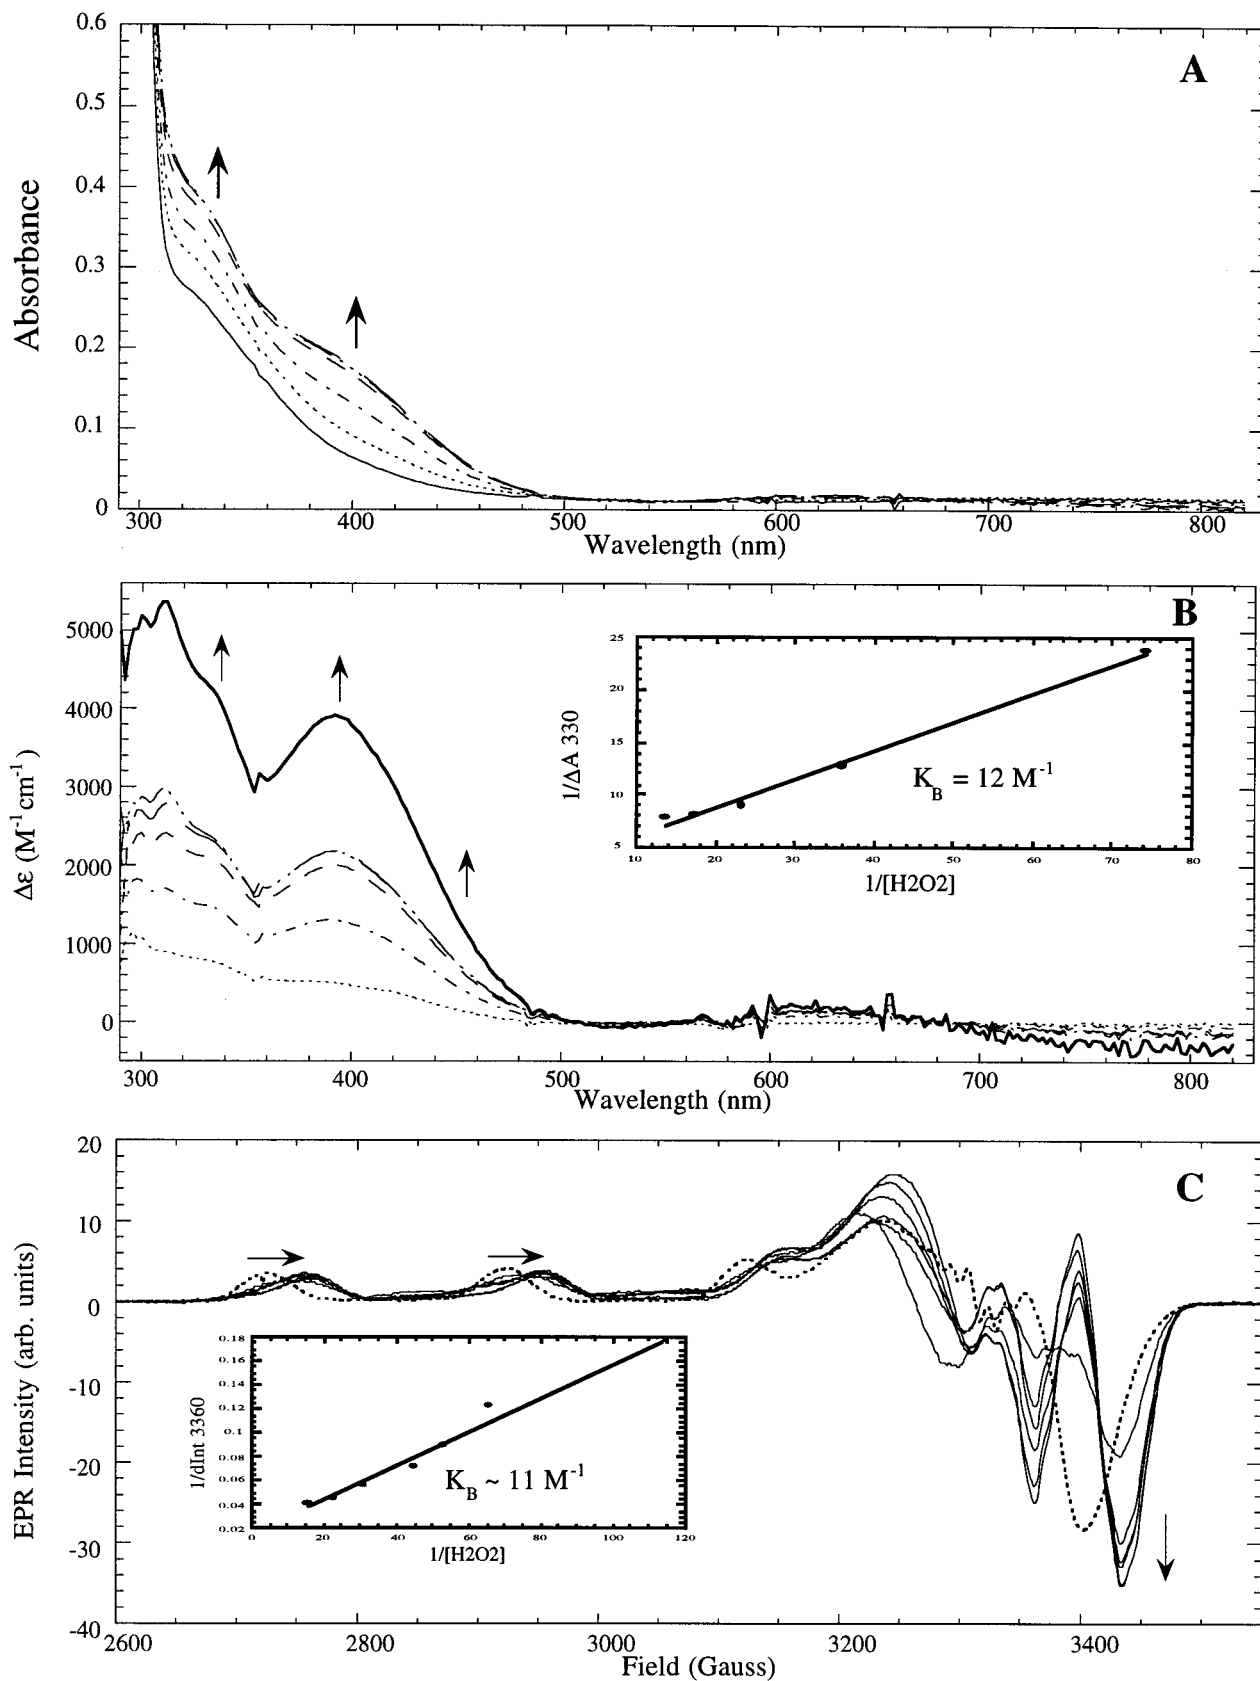 A
0.6
0.5
0.4
0.3
0.2
0.1
0
Absorbance
300 400 500 600 700 800
Wavelength (nm)
B
5000
4000
3000
2000
1000
0
Δε (M-1cm-1)
25
20
15
10
5
1/ΔA 330
KB = 12 M-1
10 20 30 40 50 60 70 80
1/[H2O2]
300 400 500 600 700 800
Wavelength (nm)
C
20
10
0
-10
-20
-30
-40
EPR Intensity (arb. units)
0.18
0.16
0.14
0.12
0.1
0.08
0.06
0.04
0.02
1/dInt 3360
KB ~ 11 M-1
0 20 40 60 80 100 120
1/[H2O2]
2600 2800 3000 3200 3400
Field (Gauss)